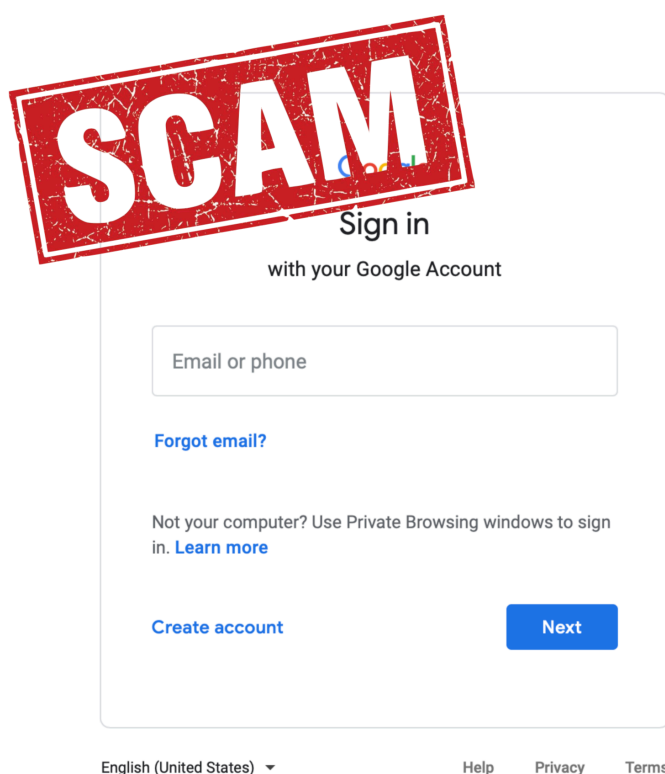 SCAM
Google
Sign in
with your Google Account
Email or phone
Forgot email?
Not your computer? Use Private Browsing windows to sign
in. Learn more
Create account
Next
English (United States)
Help
Privacy
Terms